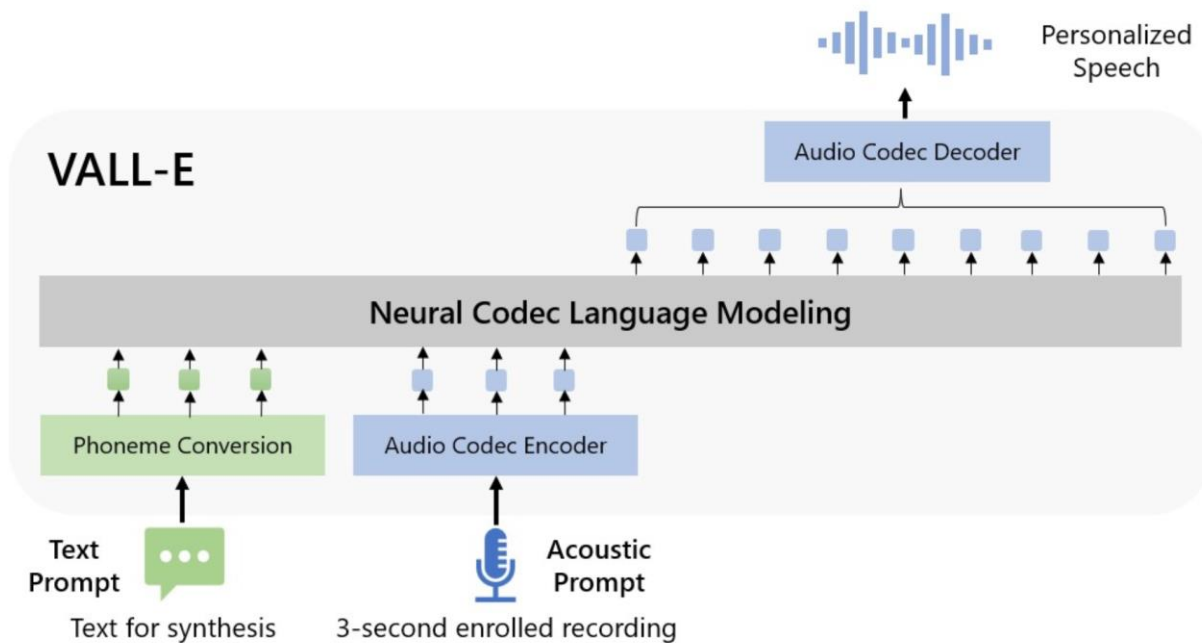 Personalized
Speech
Audio Codec Decoder
VALL-E
Neural Codec Language Modeling
Phoneme Conversion
Audio Codec Encoder
Text
Prompt
Acoustic
Prompt
Text for synthesis
3-second enrolled recording